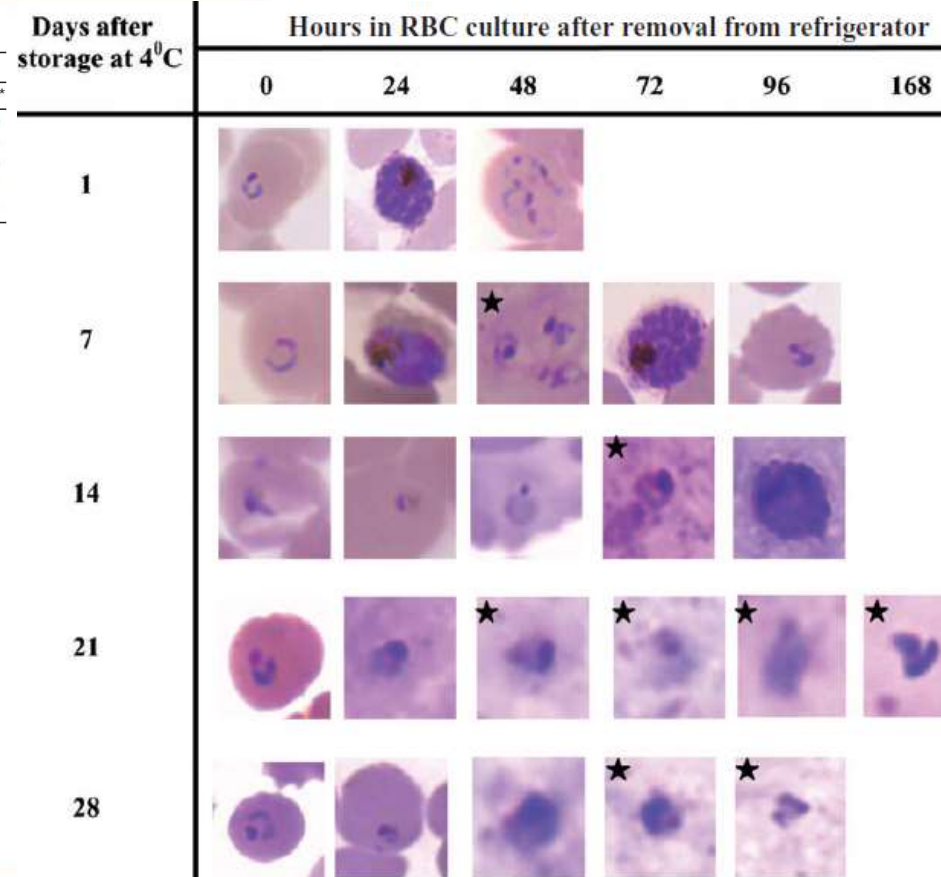 Days after
storage at 4⁰C
Hours in RBC culture after removal from refrigerator
0 24 48 72 96 168
1
7
14
21
28